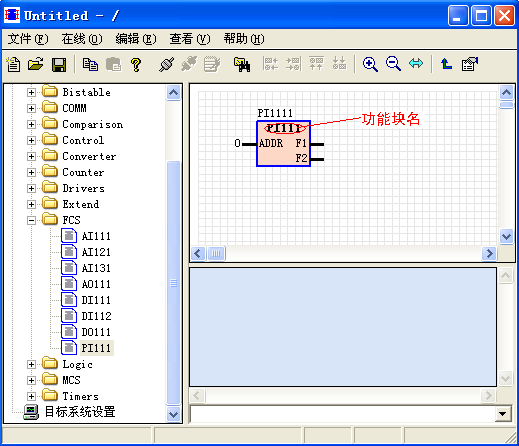 Untitled - /
文件(F) 在线(O) 编辑(E) 查看(V) 帮助(H)
Bistable
COMM
Comparison
Control
Converter
Counter
Drivers
Extend
FCS
AI111
AI121
AI131
AO111
DI111
DI112
DO111
PI111
Logic
MCS
Timers
目标系统设置
PI1111
PI111
功能块名
0 ADDR F1
F2